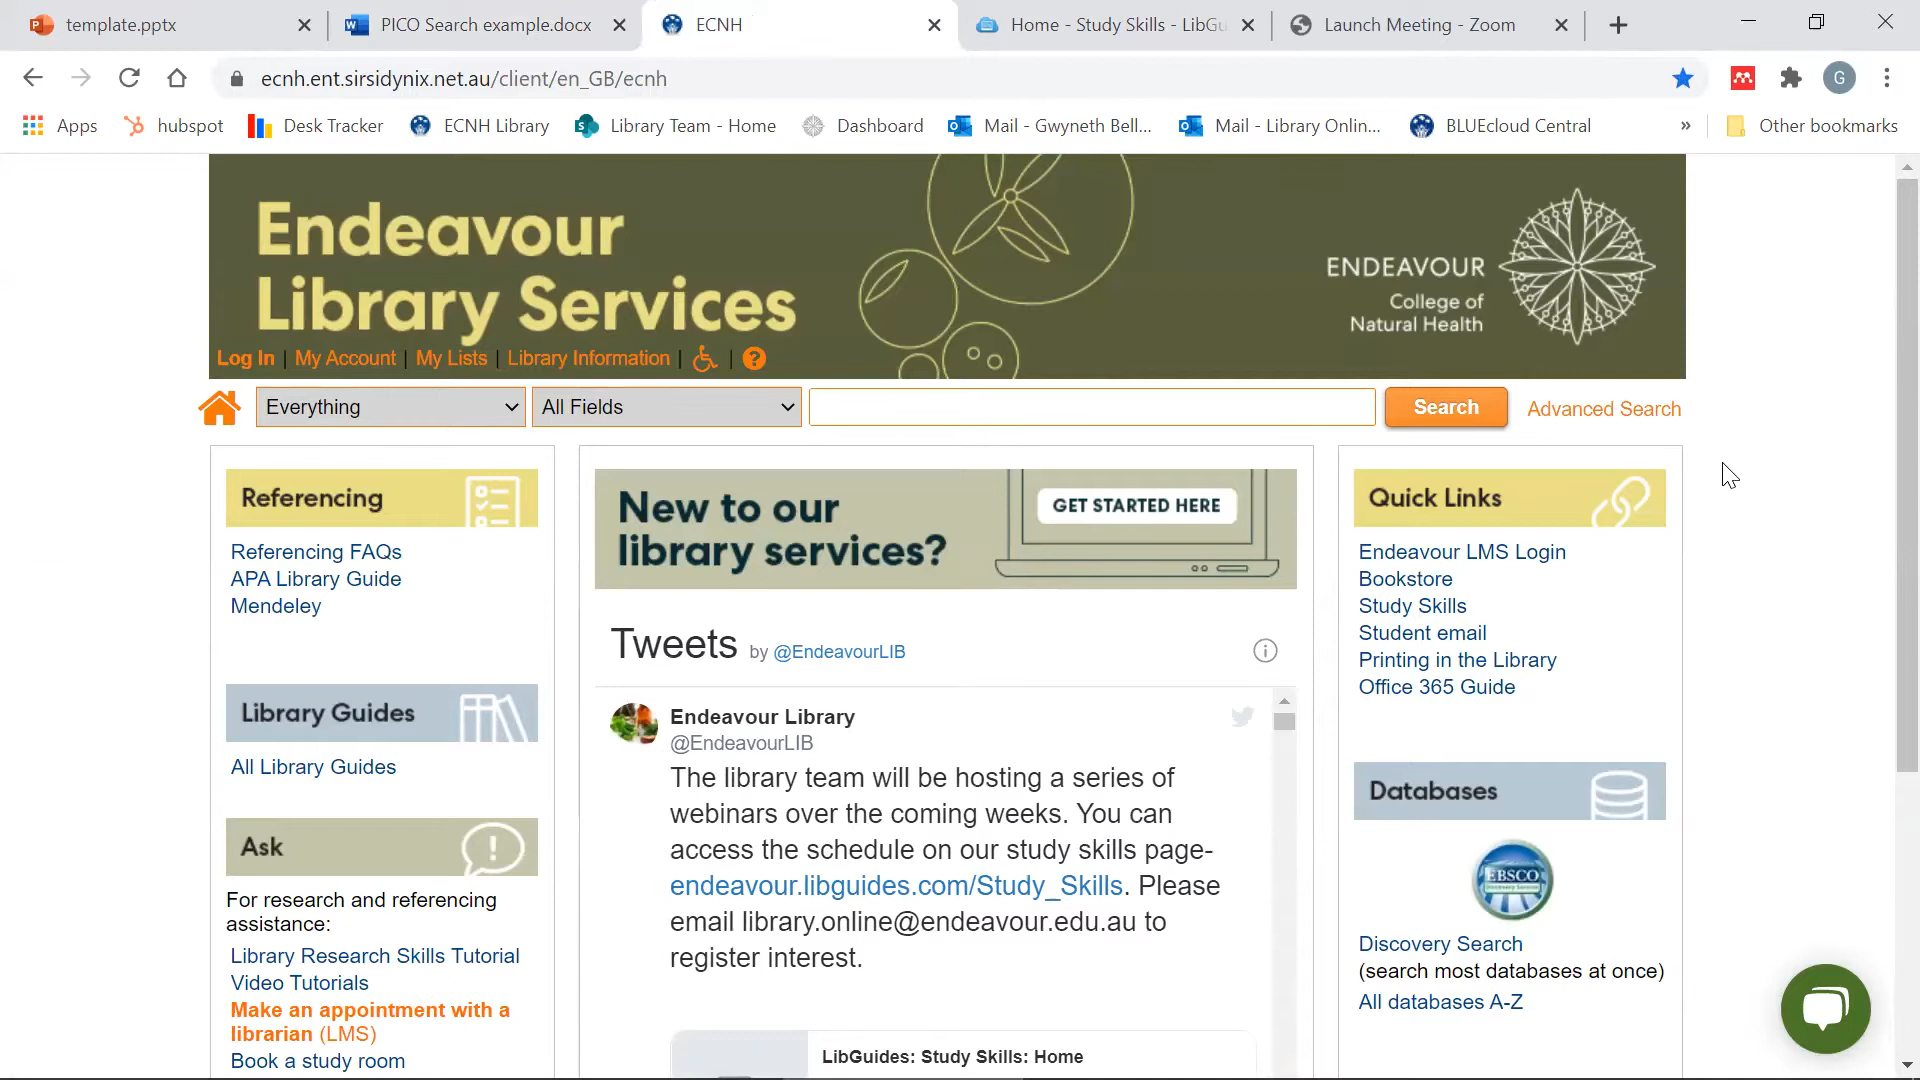 template.pptx
PICO Search example.docx
ECNH
Home - Study Skills - LibGu
Launch Meeting - Zoom
ecnh.ent.sirsidynix.net.au/client/en_GB/ecnh
G
Apps
hubspot
Desk Tracker
ECNH Library
Library Team - Home
Dashboard
Mail - Gwyneth Bell...
Mail - Library Onlin...
BLUEcloud Central
»
Other bookmarks
Endeavour
Library Services
ENDEAVOUR
College of
Natural Health
Log In | My Account | My Lists | Library Information | | ?
Everything
All Fields
Search
Advanced Search
Referencing
Referencing FAQs
APA Library Guide
Mendeley
Library Guides
All Library Guides
Ask
For research and referencing
assistance:
Library Research Skills Tutorial
Video Tutorials
Make an appointment with a
librarian (LMS)
Book a study room
New to our
library services?
GET STARTED HERE
Tweets by @EndeavourLIB
Endeavour Library
@EndeavourLIB
The library team will be hosting a series of
webinars over the coming weeks. You can
access the schedule on our study skills page-
endeavour.libguides.com/Study_Skills. Please
email library.online@endeavour.edu.au to
register interest.
LibGuides: Study Skills: Home
Quick Links
Endeavour LMS Login
Bookstore
Study Skills
Student email
Printing in the Library
Office 365 Guide
Databases
EBSCO
Discovery Service
Discovery Search
(search most databases at once)
All databases A-Z